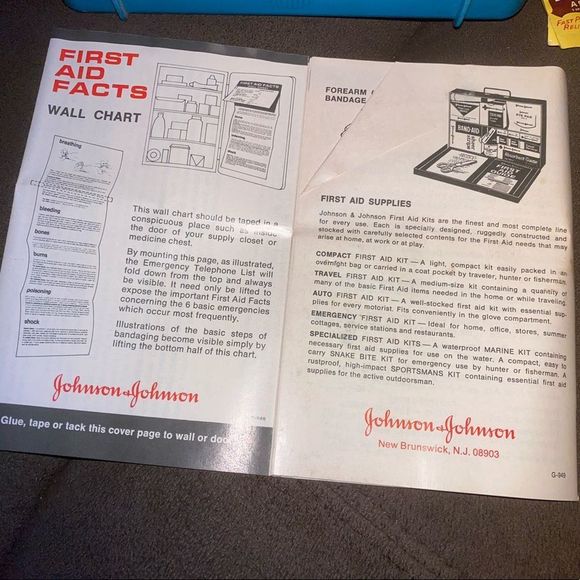 FIRST
AID
FACTS
WALL CHART
FIRST AID FACTS
breathing
bleeding
bones
burns
poisoning
shock
This wall chart should be taped in a
conspicuous place such as inside
the door of your supply closet or
medicine chest.
By mounting this page, as illustrated,
the Emergency Telephone List will
fold down from the top and always
be visible. It need only be lifted to
expose the important First Aid Facts
concerning the 6 basic emergencies
which occur most frequently.
Illustrations of the basic steps of
bandaging become visible simply by
lifting the bottom half of this chart.
Johnson & Johnson
Glue, tape or tack this cover page to wall or
FOREARM
BANDAGE
BAND-AID
FIRST AID SUPPLIES
Johnson & Johnson First Aid Kits are the finest and most complete line
for every use. Each is specially designed, ruggedly constructed and
stocked with carefully selected contents for the First Aid needs that may
arise at home, at work or at play.
COMPACT FIRST AID KIT — A light, compact kit easily packed in an
overnight bag or carried in a coat pocket by traveler, hunter or fisherman.
TRAVEL FIRST AID KIT — A medium-size kit containing a quantity of
many of the basic First Aid items needed in the home or while traveling.
AUTO FIRST AID KIT — A well-stocked first aid kit with essential sup-
plies for every motorist. Fits conveniently in the glove compartment.
EMERGENCY FIRST AID KIT — Ideal for home, office, stores, summer
cottages, service stations and restaurants.
SPECIALIZED FIRST AID KITS — A waterproof MARINE KIT containing
necessary first aid supplies for use on the water. A compact, easy to
carry SNAKE BITE KIT for emergency use by hunter or fisherman. A
rustproof, high-impact SPORTSMANS KIT containing essential first aid
supplies for the active outdoorsman.
Johnson & Johnson
New Brunswick, N.J. 08903
G-949